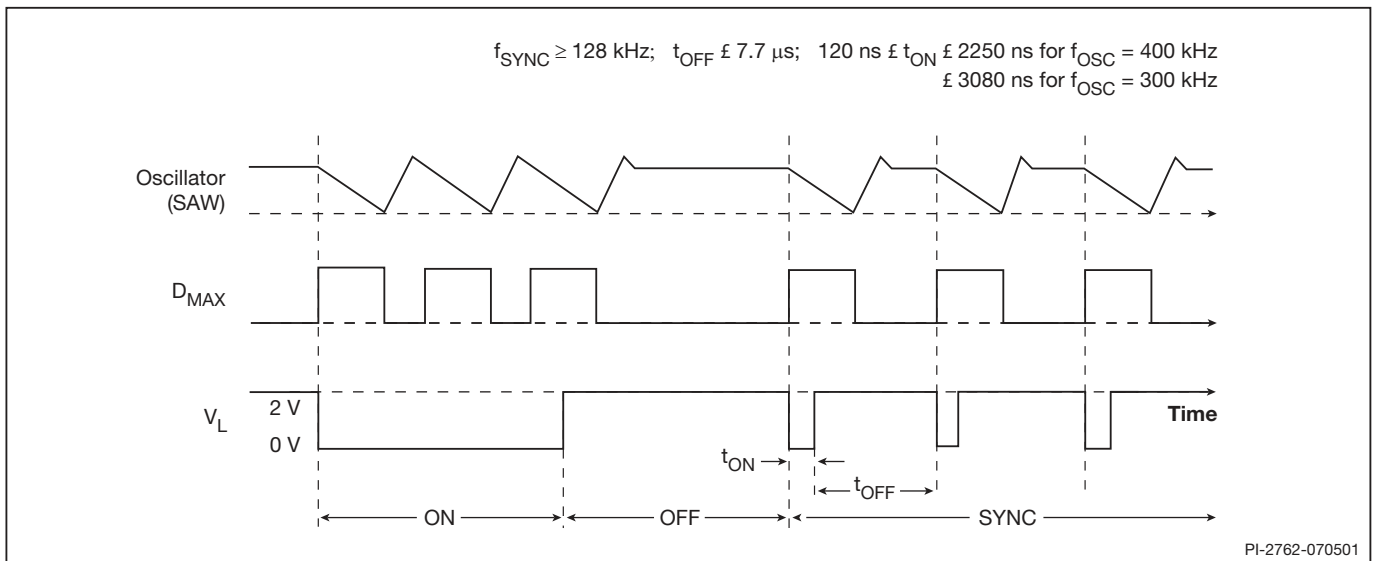 fSYNC ≥ 128 kHz; tOFF £ 7.7 μs; 120 ns £ tON £ 2250 ns for fOSC = 400 kHz
£ 3080 ns for fOSC = 300 kHz
Oscillator
(SAW)
DMAX
VL
2 V
0 V
Time
tON
tOFF
ON
OFF
SYNC
PI-2762-070501